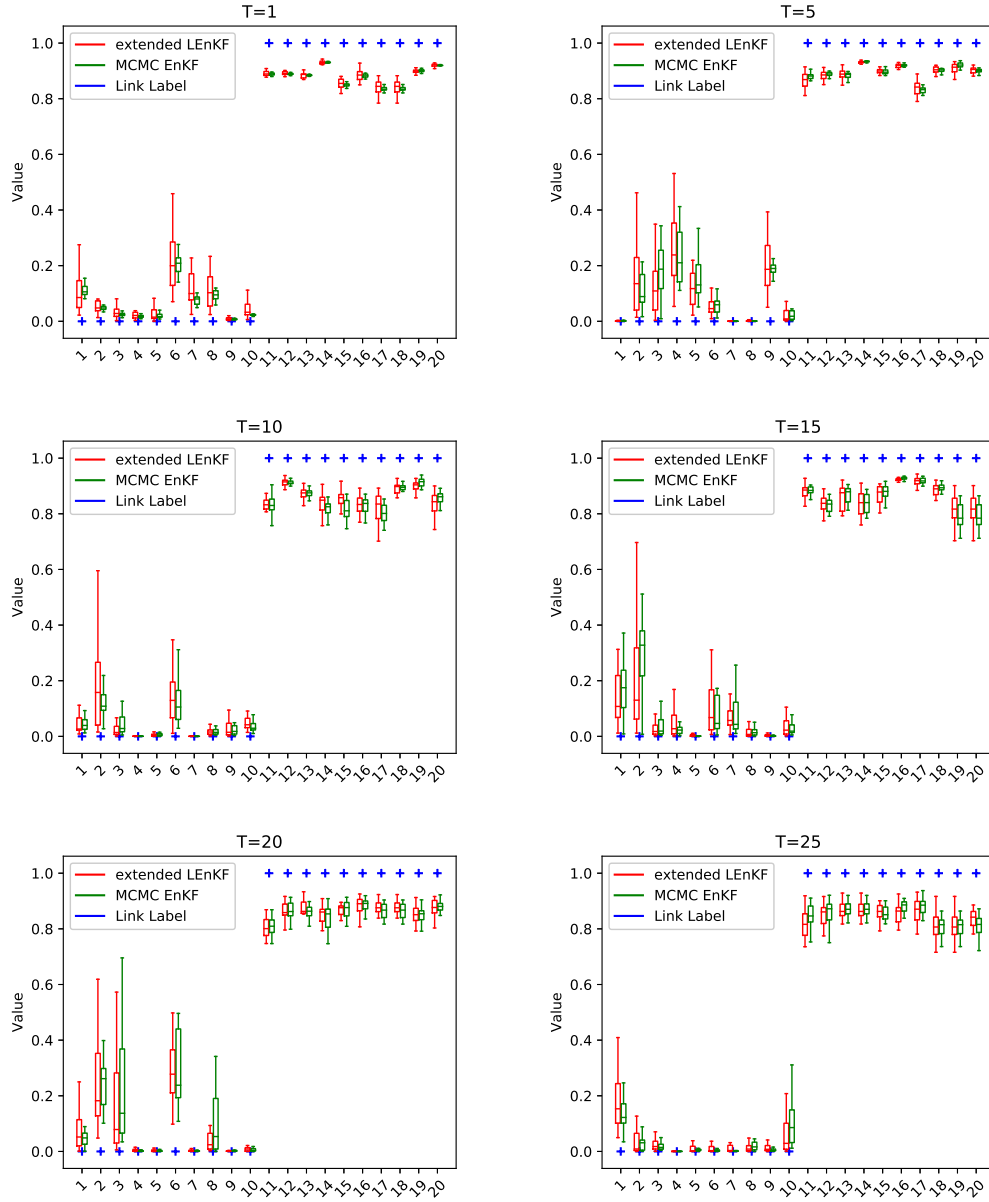 T=1
1.0
0.8
0.6
0.4
0.2
0.0
Value
extended LEnKF
MCMC EnKF
Link Label
1 2 3 4 5 6 7 8 9 10 11 12 13 14 15 16 17 18 19 20
T=5
1.0
0.8
0.6
0.4
0.2
0.0
Value
extended LEnKF
MCMC EnKF
Link Label
1 2 3 4 5 6 7 8 9 10 11 12 13 14 15 16 17 18 19 20
T=10
1.0
0.8
0.6
0.4
0.2
0.0
Value
extended LEnKF
MCMC EnKF
Link Label
1 2 3 4 5 6 7 8 9 10 11 12 13 14 15 16 17 18 19 20
T=15
1.0
0.8
0.6
0.4
0.2
0.0
Value
extended LEnKF
MCMC EnKF
Link Label
1 2 3 4 5 6 7 8 9 10 11 12 13 14 15 16 17 18 19 20
T=20
1.0
0.8
0.6
0.4
0.2
0.0
Value
extended LEnKF
MCMC EnKF
Link Label
1 2 3 4 5 6 7 8 9 10 11 12 13 14 15 16 17 18 19 20
T=25
1.0
0.8
0.6
0.4
0.2
0.0
Value
extended LEnKF
MCMC EnKF
Link Label
1 2 3 4 5 6 7 8 9 10 11 12 13 14 15 16 17 18 19 20